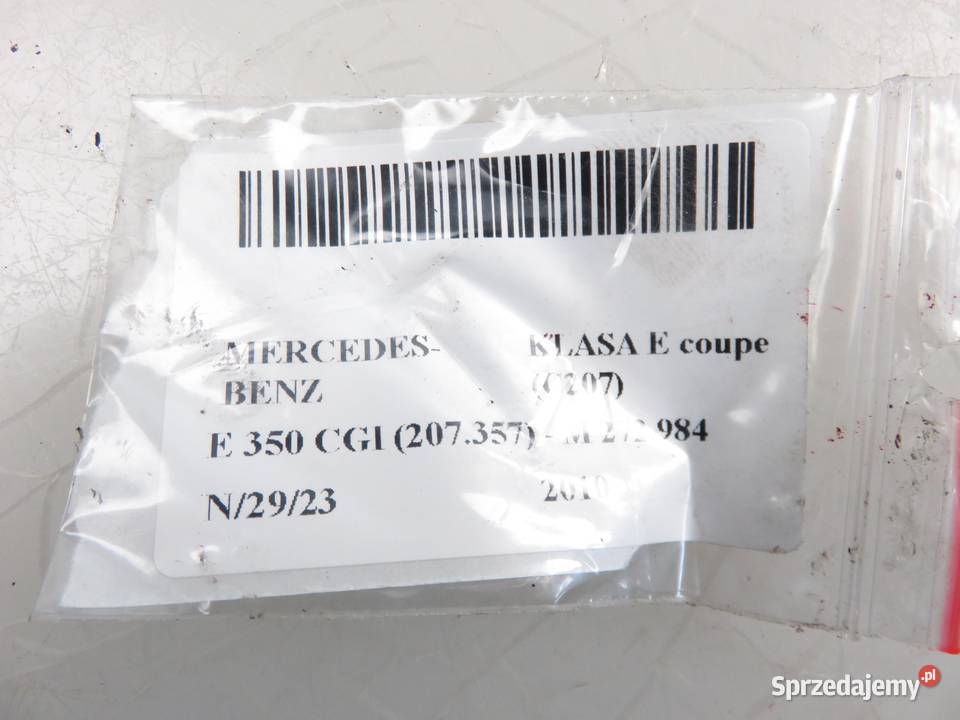 MERCEDES- KLASA E coupe
BENZ (C207)
E 350 CGI (207.357) - M 272.984
N/29/23 2010
Sprzedajemy.pl